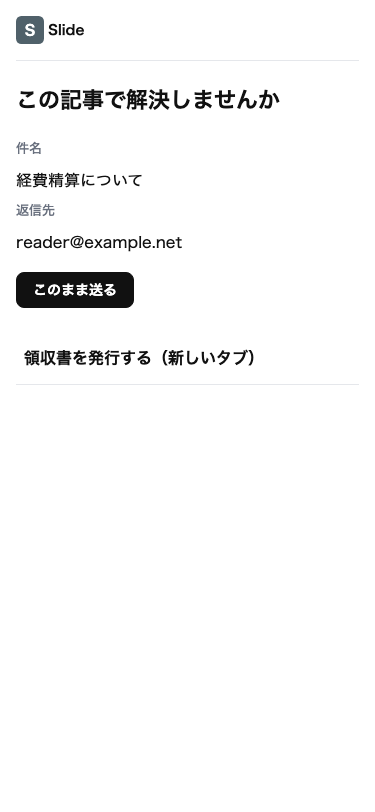 S Slide
この記事で解決しませんか
件名
経費精算について
返信先
reader@example.net
このまま送る
領収書を発行する（新しいタブ）